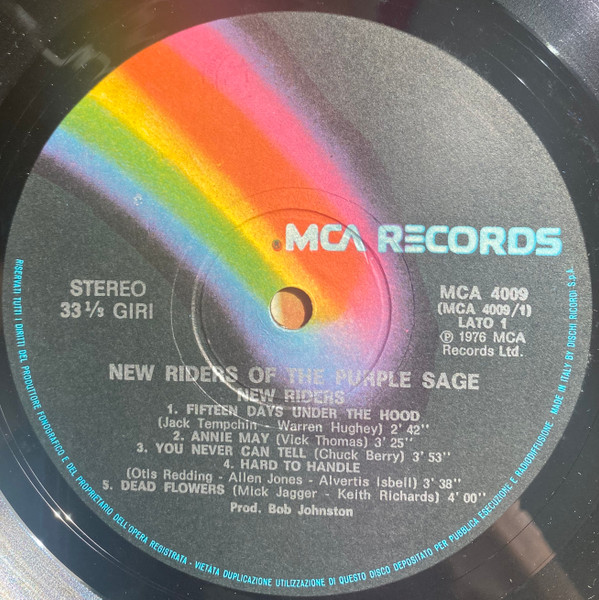 MCA RECORDS
STEREO
33 1/3 GIRI
MCA 4009
(MCA 4009/1)
LATO 1
℗ 1976 MCA
Records Ltd.
NEW RIDERS OF THE PURPLE SAGE
NEW RIDERS
1. FIFTEEN DAYS UNDER THE HOOD
(Jack Tempchin - Warren Hughey) 2' 42''
2. ANNIE MAY (Vick Thomas) 3' 25''
3. YOU NEVER CAN TELL (Chuck Berry) 3' 53''
4. HARD TO HANDLE
(Otis Redding - Allen Jones - Alvertis Isbell) 3' 38''
5. DEAD FLOWERS (Mick Jagger - Keith Richards) 4' 00''
Prod. Bob Johnston
RISERVATI TUTTI I DIRITTI DEL PRODUTTORE FONOGRAFICO E DEL PROPRIETARIO DELL'OPERA REGISTRATA - VIETATA DUPLICAZIONE UTILIZZAZIONE DI QUESTO DISCO DEPOSITATO PER PUBBLICA ESECUZIONE E RADIODIFFUSIONE - MADE IN ITALY BY DISCHI RICORDI S.p.A.